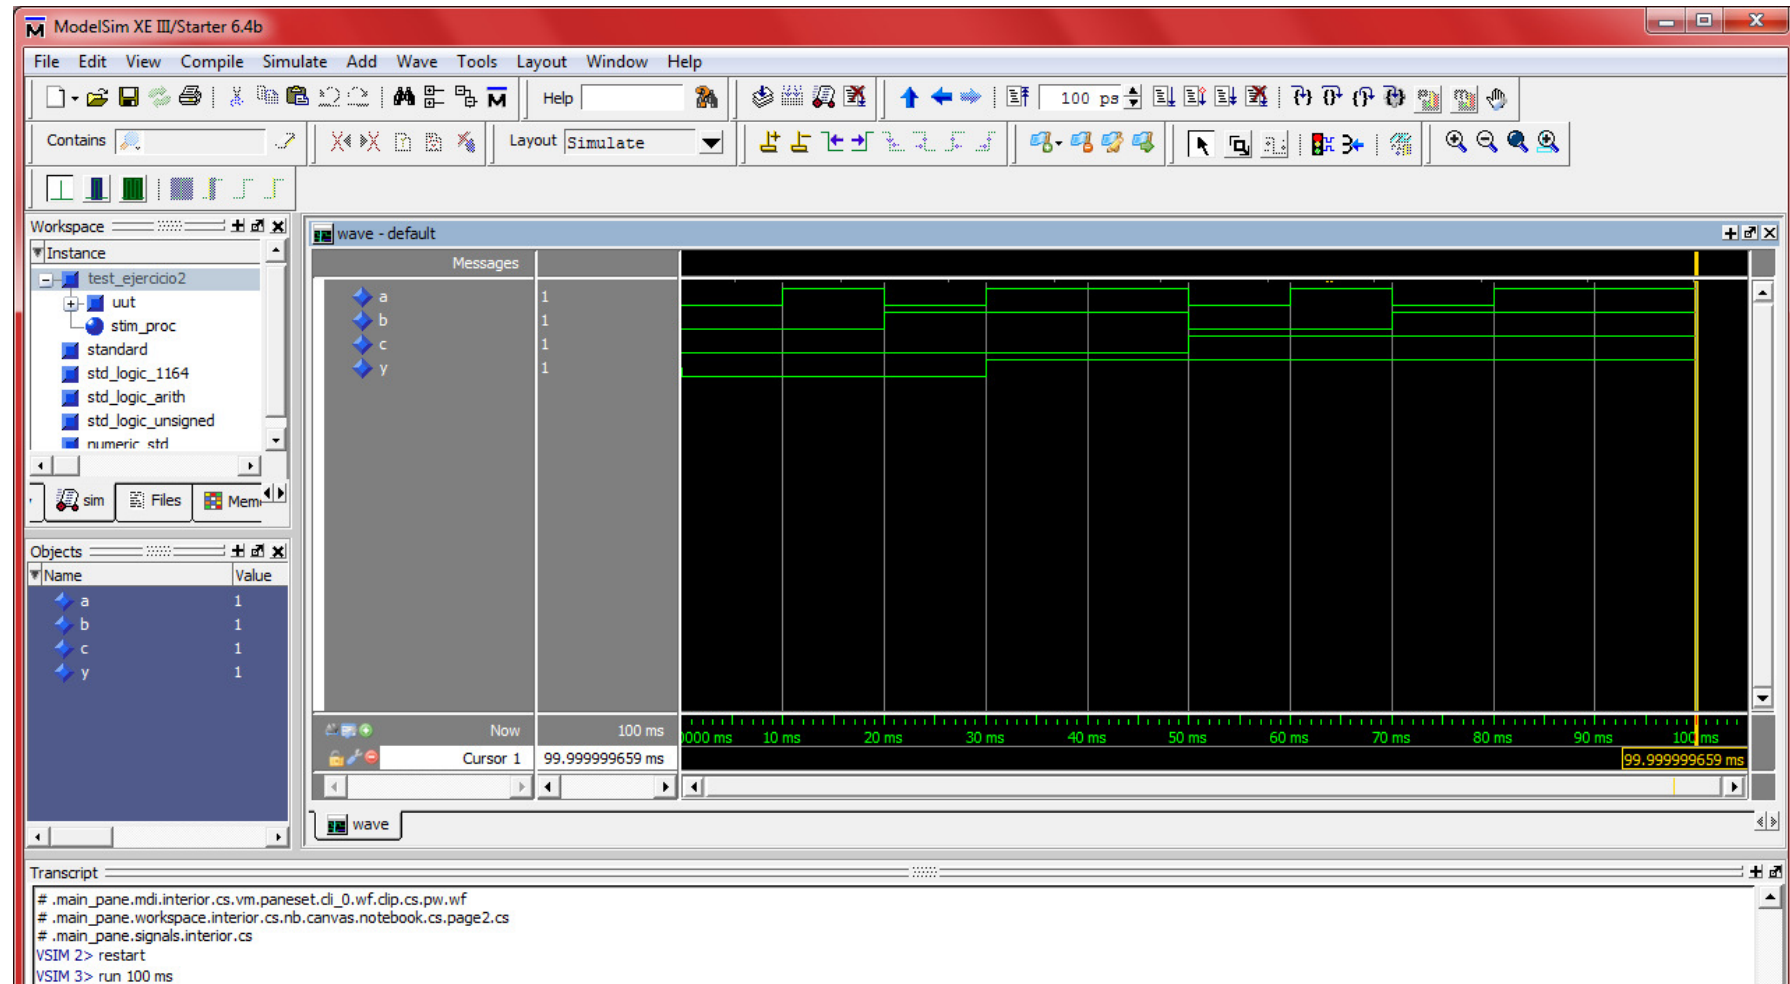 ModelSim XE III/Starter 6.4b
File Edit View Compile Simulate Add Wave Tools Layout Window Help
Help
100 ps
Contains
Layout Simulate
Workspace
Instance
test_ejercicio2
uut
stim_proc
standard
std_logic_1164
std_logic_arith
std_logic_unsigned
numeric_std
sim Files Mem
Objects
Name Value
a 1
b 1
c 1
y 1
wave - default
Messages
a 1
b 1
c 1
y 1
Now 100 ms
Cursor 1 99.999999659 ms
0000 ms 10 ms 20 ms 30 ms 40 ms 50 ms 60 ms 70 ms 80 ms 90 ms 100 ms
99.999999659 ms
wave
Transcript
# .main_pane.mdi.interior.cs.vm.paneset.cli_0.wf.clip.cs.pw.wf
# .main_pane.workspace.interior.cs.nb.canvas.notebook.cs.page2.cs
# .main_pane.signals.interior.cs
VSIM 2> restart
VSIM 3> run 100 ms